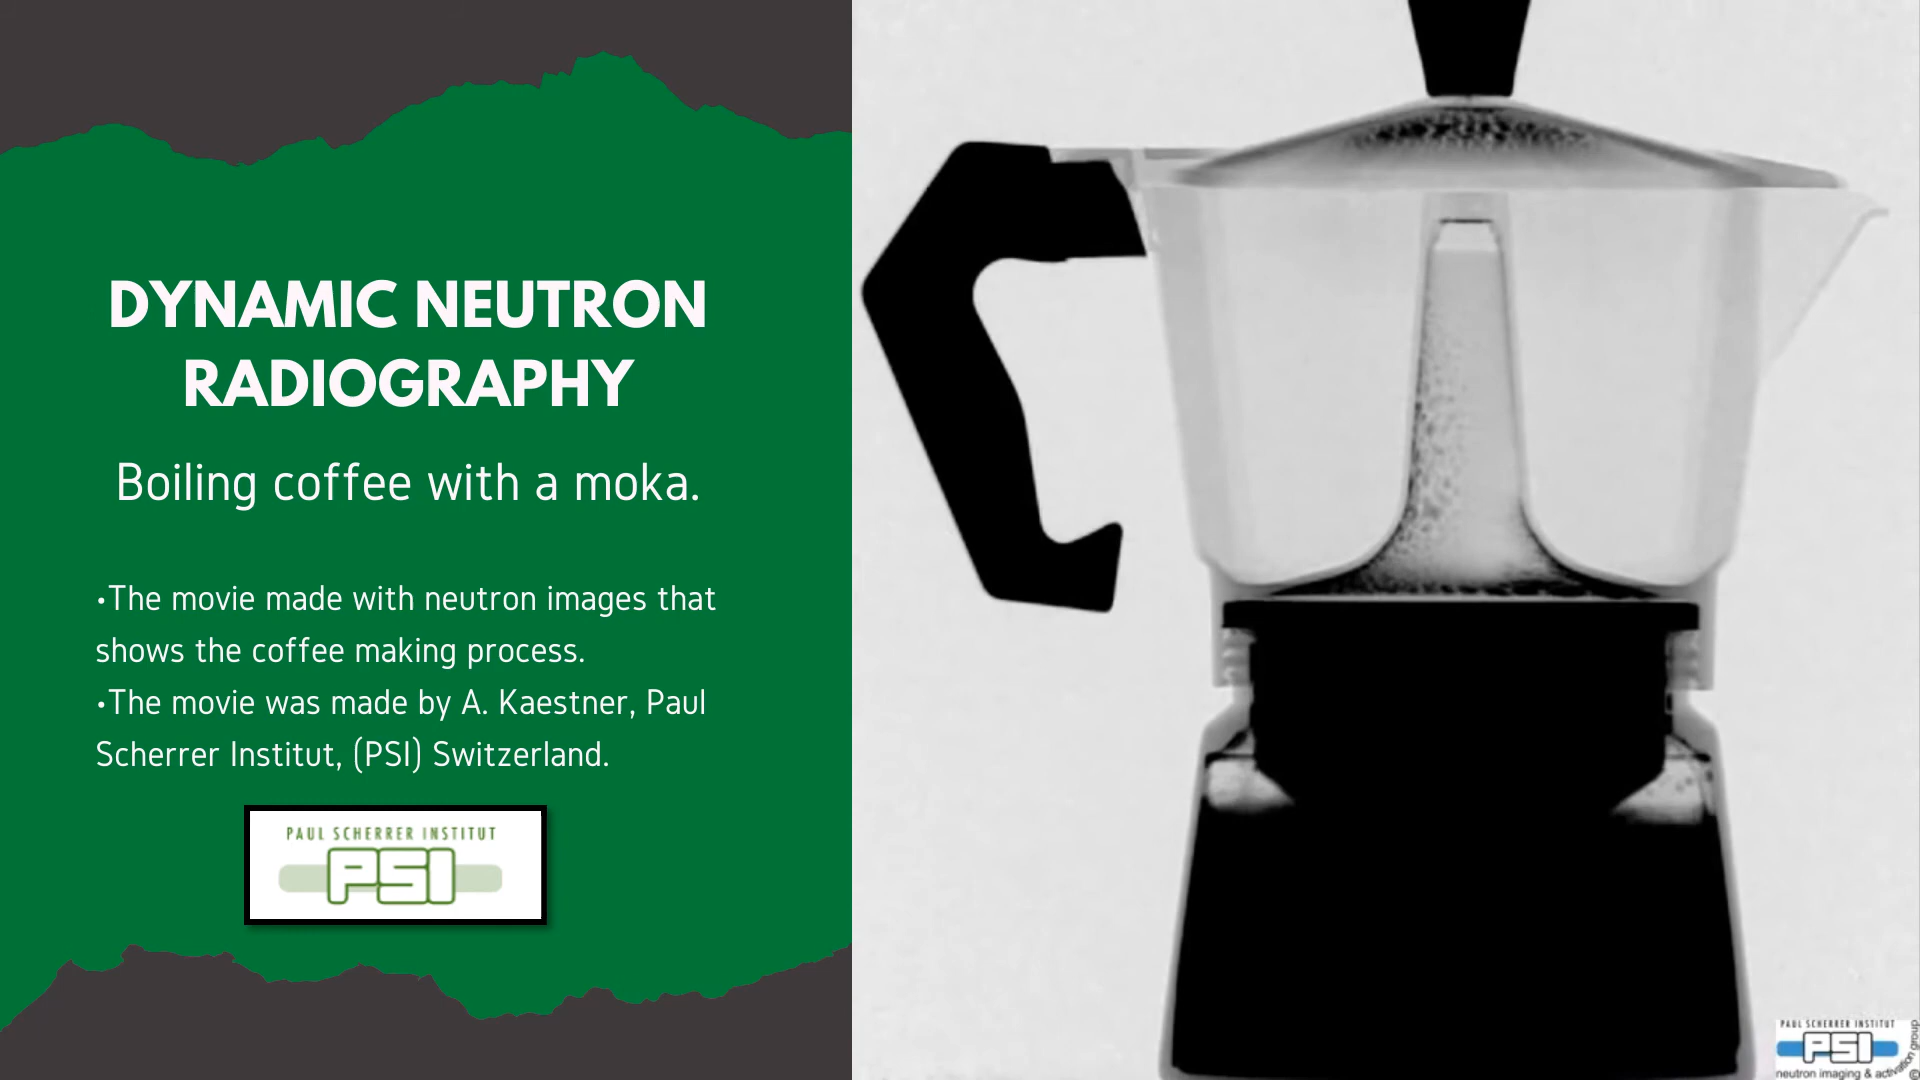 DYNAMIC NEUTRON
RADIOGRAPHY
Boiling coffee with a moka.
•The movie made with neutron images that
shows the coffee making process.
•The movie was made by A. Kaestner, Paul
Scherrer Institut, (PSI) Switzerland.
PAUL SCHERRER INSTITUT
PSI
PAUL SCHERRER INSTITUT
PSI
neutron imaging & activation group
©